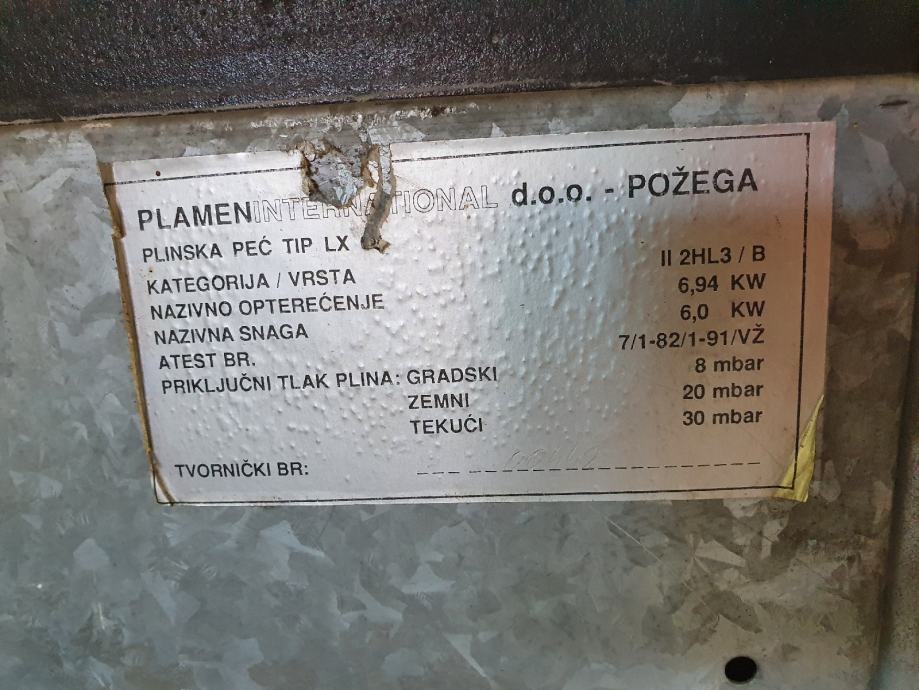 PLAMEN INTERNATIONAL d.o.o. - POŽEGA
PLINSKA PEĆ TIP LX
KATEGORIJA / VRSTA II 2HL3 / B
NAZIVNO OPTEREĆENJE 6,94 KW
NAZIVNA SNAGA 6,0 KW
ATEST BR. 7/1-82/1-91/VŽ
PRIKLJUČNI TLAK PLINA: GRADSKI 8 mbar
ZEMNI 20 mbar
TEKUĆI 30 mbar
TVORNIČKI BR: